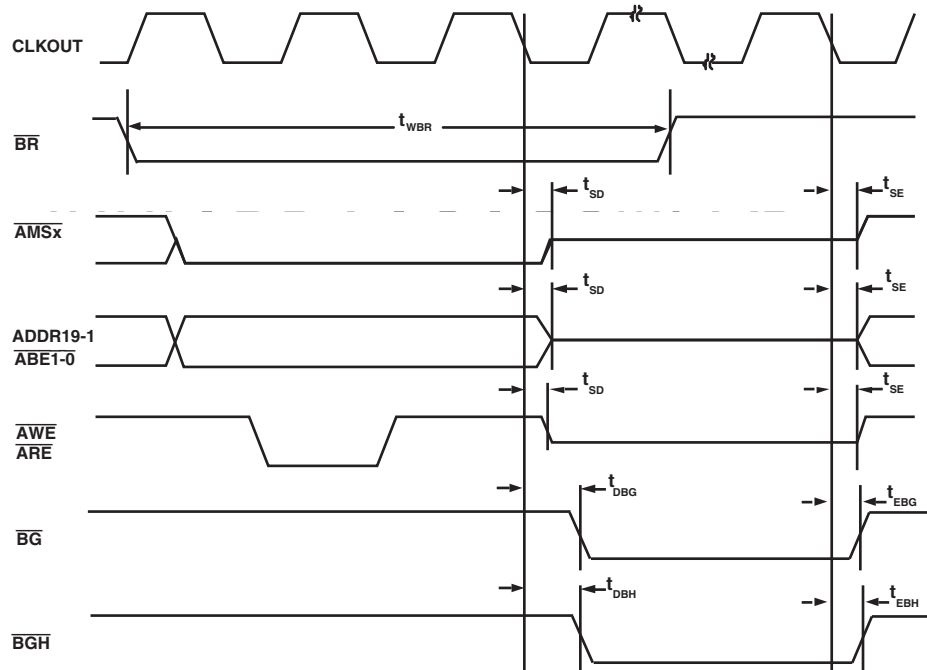 CLKOUT
BR
tWBR
tSD
tSE
AMSx
tSD
tSE
ADDR19-1
ABE1-0
tSD
tSE
AWE
ARE
tDBG
tEBG
BG
tDBH
tEBH
BGH